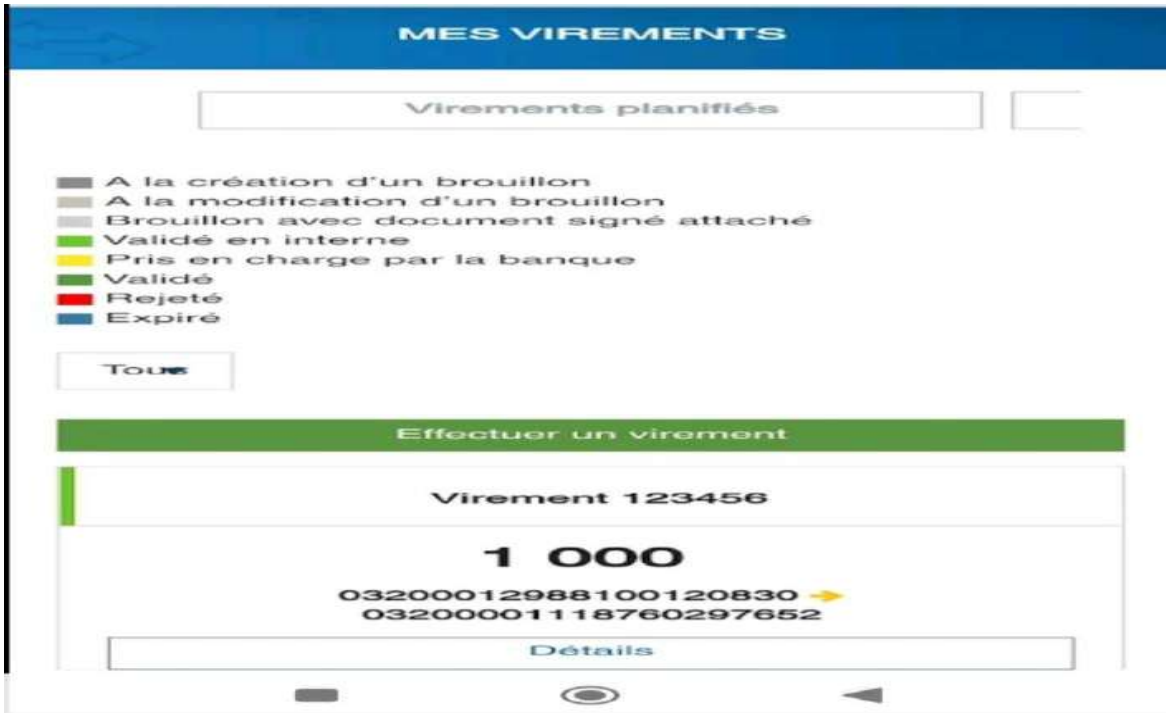 MES VIREMENTS
Virements planifiés
A la création d'un brouillon
A la modification d'un brouillon
Brouillon avec document signé attaché
Validé en interne
Pris en charge par la banque
Validé
Rejeté
Expiré
Tous
Effectuer un virement
Virement 123456
1 000
03200012988100120830 ➔
03200001118760297652
Détails